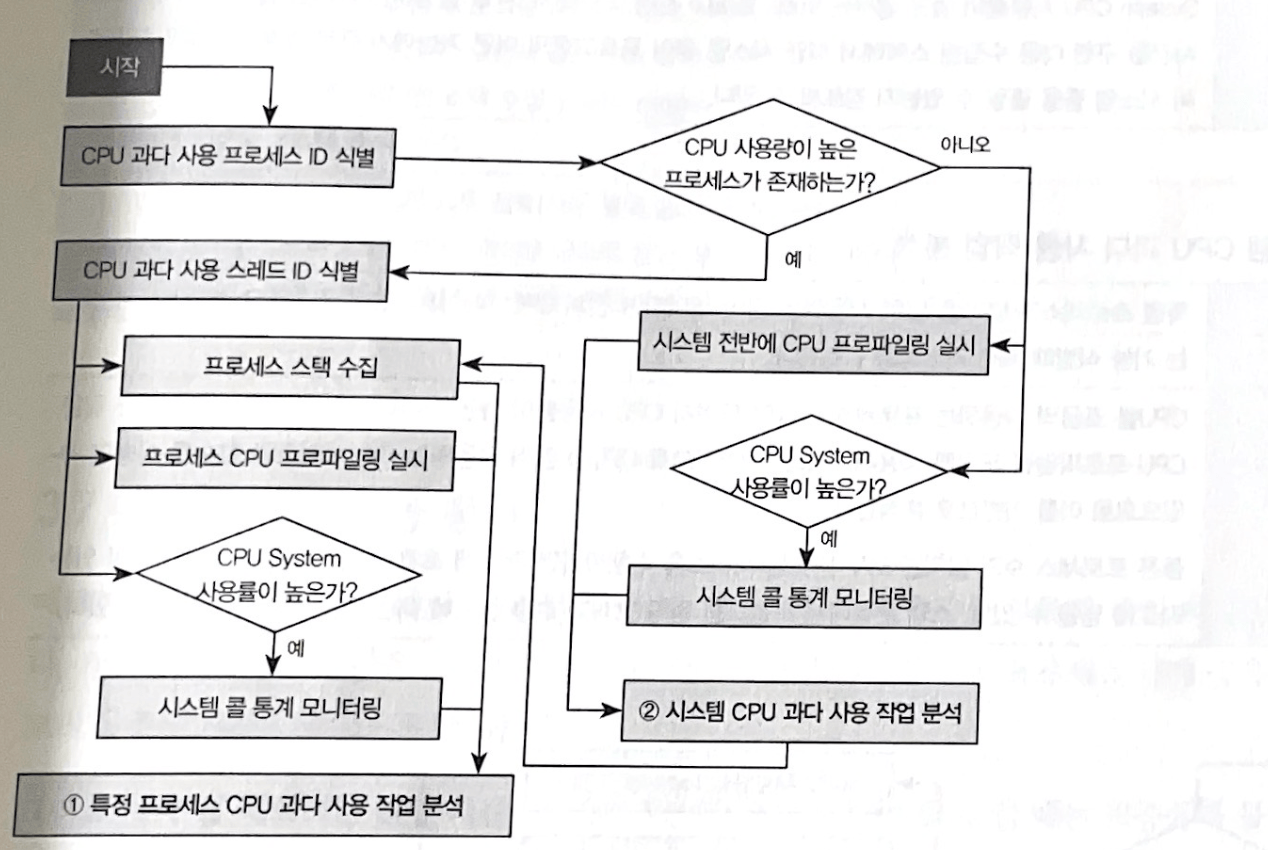 시작
CPU 과다 사용 프로세스 ID 식별
CPU 사용량이 높은
프로세스가 존재하는가?
아니오
예
CPU 과다 사용 스레드 ID 식별
프로세스 스택 수집
프로세스 CPU 프로파일링 실시
CPU System
사용률이 높은가?
예
시스템 콜 통계 모니터링
① 특정 프로세스 CPU 과다 사용 작업 분석
시스템 전반에 CPU 프로파일링 실시
CPU System
사용률이 높은가?
예
시스템 콜 통계 모니터링
② 시스템 CPU 과다 사용 작업 분석